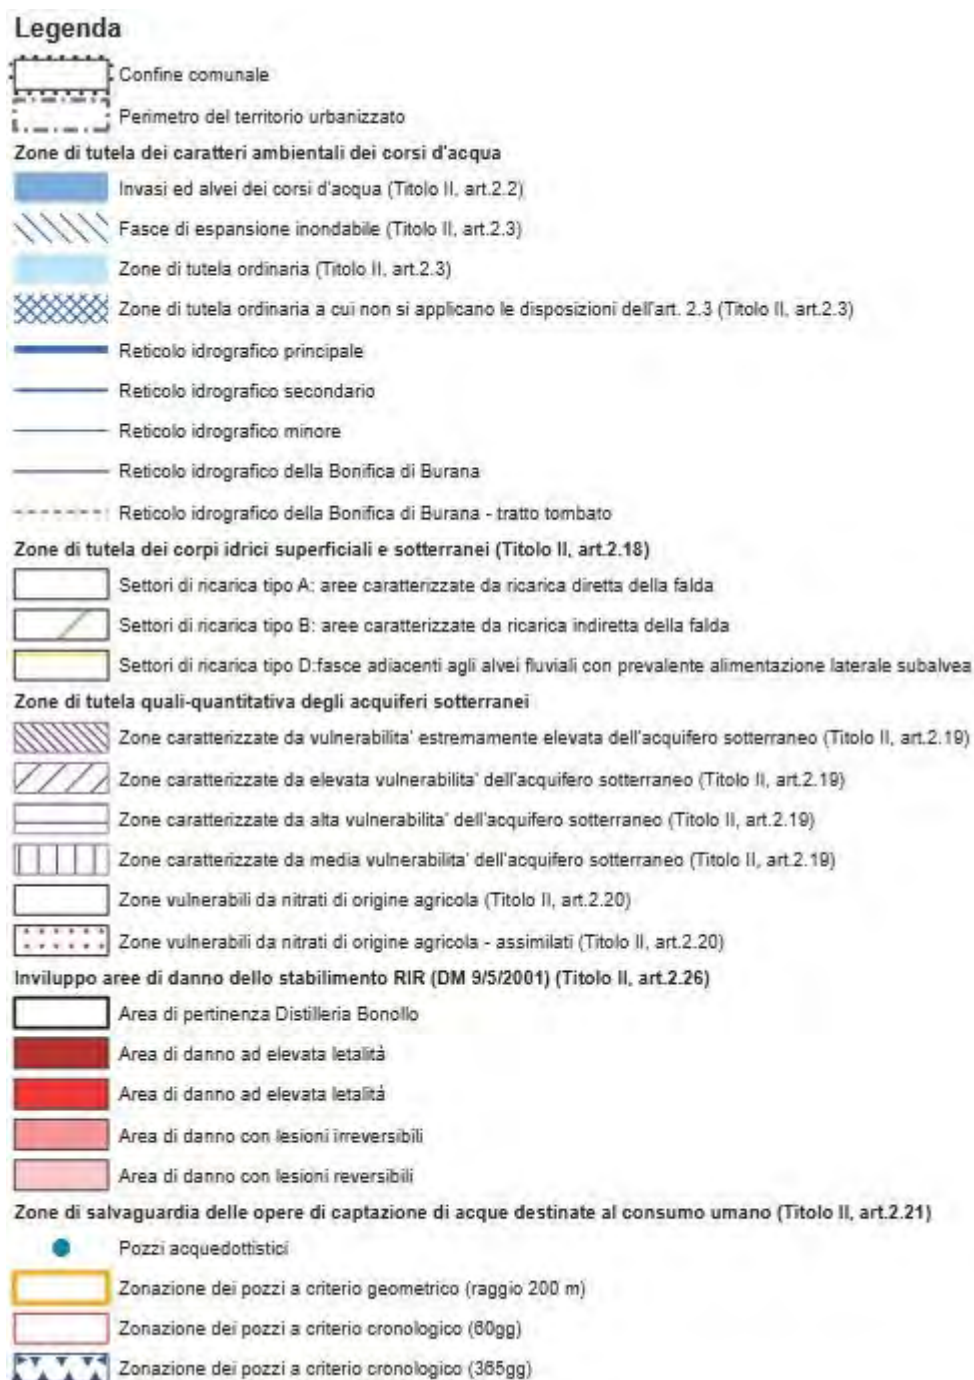 Legenda
Confine comunale
Perimetro del territorio urbanizzato
Zone di tutela dei caratteri ambientali dei corsi d'acqua
Invasi ed alvei dei corsi d'acqua (Titolo II, art.2.2)
Fasce di espansione inondabile (Titolo II, art.2.3)
Zone di tutela ordinaria (Titolo II, art.2.3)
Zone di tutela ordinaria a cui non si applicano le disposizioni dell'art. 2.3 (Titolo II, art.2.3)
Reticolo idrografico principale
Reticolo idrografico secondario
Reticolo idrografico minore
Reticolo idrografico della Bonifica di Burana
Reticolo idrografico della Bonifica di Burana - tratto tombato
Zone di tutela dei corpi idrici superficiali e sotterranei (Titolo II, art.2.18)
Settori di ricarica tipo A: aree caratterizzate da ricarica diretta della falda
Settori di ricarica tipo B: aree caratterizzate da ricarica indiretta della falda
Settori di ricarica tipo D:fasce adiacenti agli alvei fluviali con prevalente alimentazione laterale subalvea
Zone di tutela quali-quantitativa degli acquiferi sotterranei
Zone caratterizzate da vulnerabilita' estremamente elevata dell'acquifero sotterraneo (Titolo II, art.2.19)
Zone caratterizzate da elevata vulnerabilita' dell'acquifero sotterraneo (Titolo II, art.2.19)
Zone caratterizzate da alta vulnerabilita' dell'acquifero sotterraneo (Titolo II, art.2.19)
Zone caratterizzate da media vulnerabilita' dell'acquifero sotterraneo (Titolo II, art.2.19)
Zone vulnerabili da nitrati di origine agricola (Titolo II, art.2.20)
Zone vulnerabili da nitrati di origine agricola - assimilati (Titolo II, art.2.20)
Inviluppo aree di danno dello stabilimento RIR (DM 9/5/2001) (Titolo II, art.2.26)
Area di pertinenza Distilleria Bonollo
Area di danno ad elevata letalità
Area di danno ad elevata letalità
Area di danno con lesioni irreversibili
Area di danno con lesioni reversibili
Zone di salvaguardia delle opere di captazione di acque destinate al consumo umano (Titolo II, art.2.21)
Pozzi acquedottistici
Zonazione dei pozzi a criterio geometrico (raggio 200 m)
Zonazione dei pozzi a criterio cronologico (60gg)
Zonazione dei pozzi a criterio cronologico (365gg)